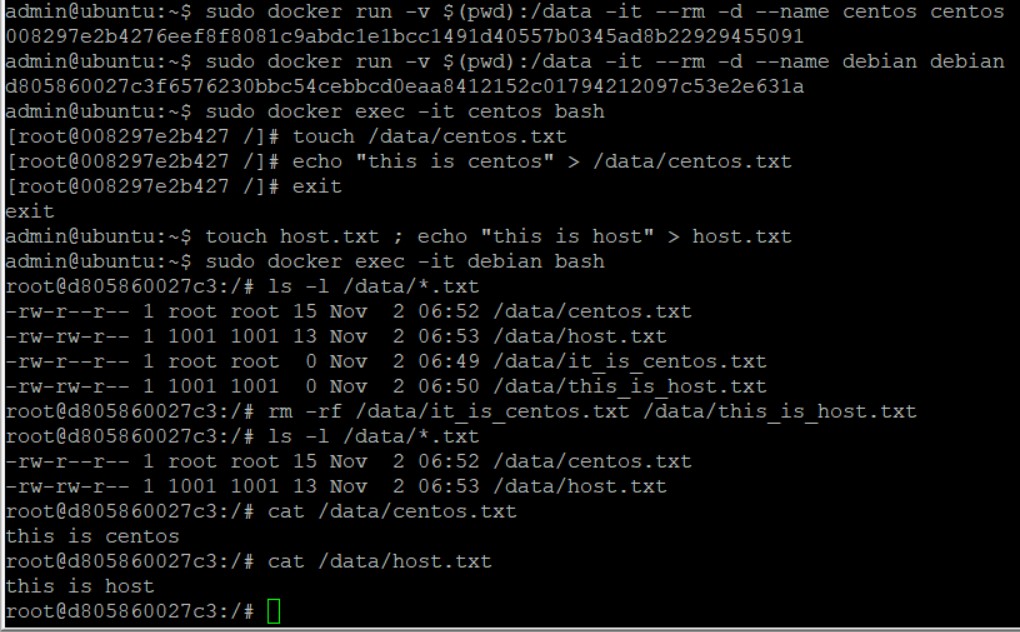 admin@ubuntu:~$ sudo docker run -v $(pwd):/data -it --rm -d --name centos centos
008297e2b4276eef8f8081c9abdc1e1bcc1491d40557b0345ad8b22929455091
admin@ubuntu:~$ sudo docker run -v $(pwd):/data -it --rm -d --name debian debian
d805860027c3f6576230bbc54cebbcd0eaa8412152c01794212097c53e2e631a
admin@ubuntu:~$ sudo docker exec -it centos bash
[root@008297e2b427 /]# touch /data/centos.txt
[root@008297e2b427 /]# echo "this is centos" > /data/centos.txt
[root@008297e2b427 /]# exit
exit
admin@ubuntu:~$ touch host.txt ; echo "this is host" > host.txt
admin@ubuntu:~$ sudo docker exec -it debian bash
root@d805860027c3:/# ls -l /data/*.txt
-rw-r--r-- 1 root root 15 Nov  2 06:52 /data/centos.txt
-rw-rw-r-- 1 1001 1001 13 Nov  2 06:53 /data/host.txt
-rw-r--r-- 1 root root  0 Nov  2 06:49 /data/it_is_centos.txt
-rw-rw-r-- 1 1001 1001  0 Nov  2 06:50 /data/this_is_host.txt
root@d805860027c3:/# rm -rf /data/it_is_centos.txt /data/this_is_host.txt
root@d805860027c3:/# ls -l /data/*.txt
-rw-r--r-- 1 root root 15 Nov  2 06:52 /data/centos.txt
-rw-rw-r-- 1 1001 1001 13 Nov  2 06:53 /data/host.txt
root@d805860027c3:/# cat /data/centos.txt
this is centos
root@d805860027c3:/# cat /data/host.txt
this is host
root@d805860027c3:/#